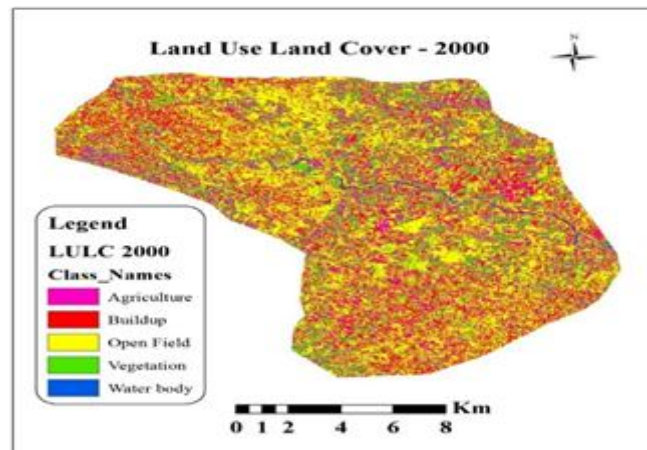 Land Use Land Cover - 2000
N
Legend
LULC 2000
Class_Names
Agriculture
Buildup
Open Field
Vegetation
Water body
Km
0 1 2 4 6 8